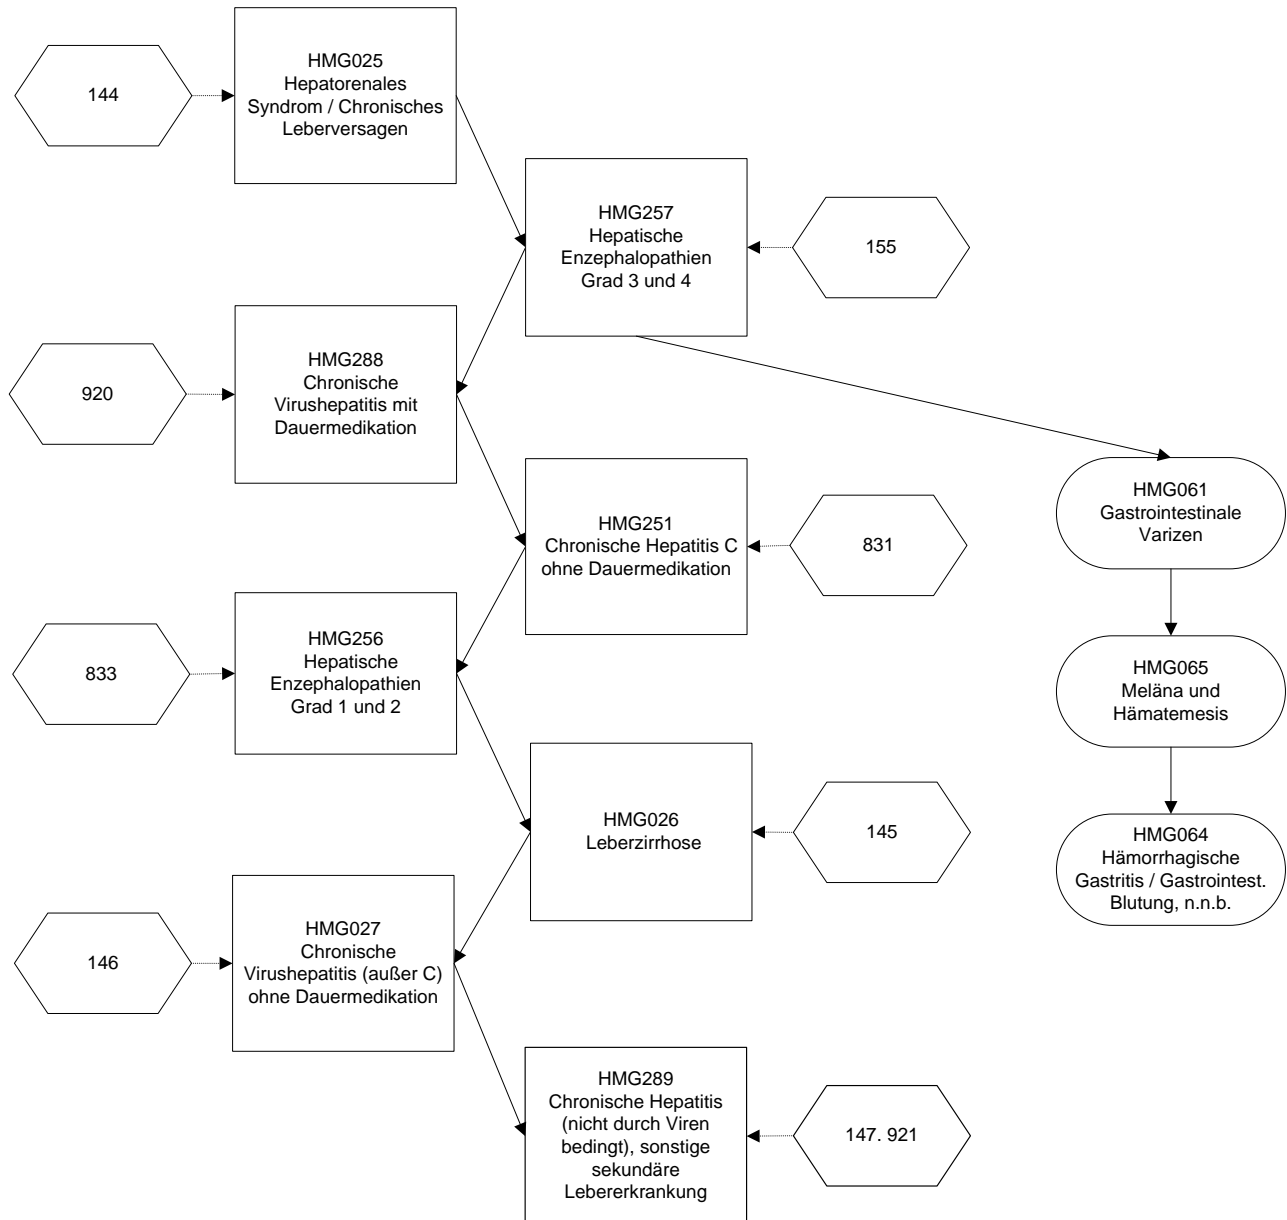 144
HMG025
Hepatorenales
Syndrom / Chronisches
Leberversagen
HMG257
Hepatische
Enzephalopathien
Grad 3 und 4
155
920
HMG288
Chronische
Virushepatitis mit
Dauermedikation
HMG251
Chronische Hepatitis C
ohne Dauermedikation
831
HMG061
Gastrointestinale
Varizen
833
HMG256
Hepatische
Enzephalopathien
Grad 1 und 2
HMG065
Meläna und
Hämatemesis
HMG026
Leberzirrhose
145
HMG064
Hämorrhagische
Gastritis / Gastrointest.
Blutung, n.n.b.
146
HMG027
Chronische
Virushepatitis (außer C)
ohne Dauermedikation
HMG289
Chronische Hepatitis
(nicht durch Viren
bedingt), sonstige
sekundäre
Lebererkrankung
147. 921